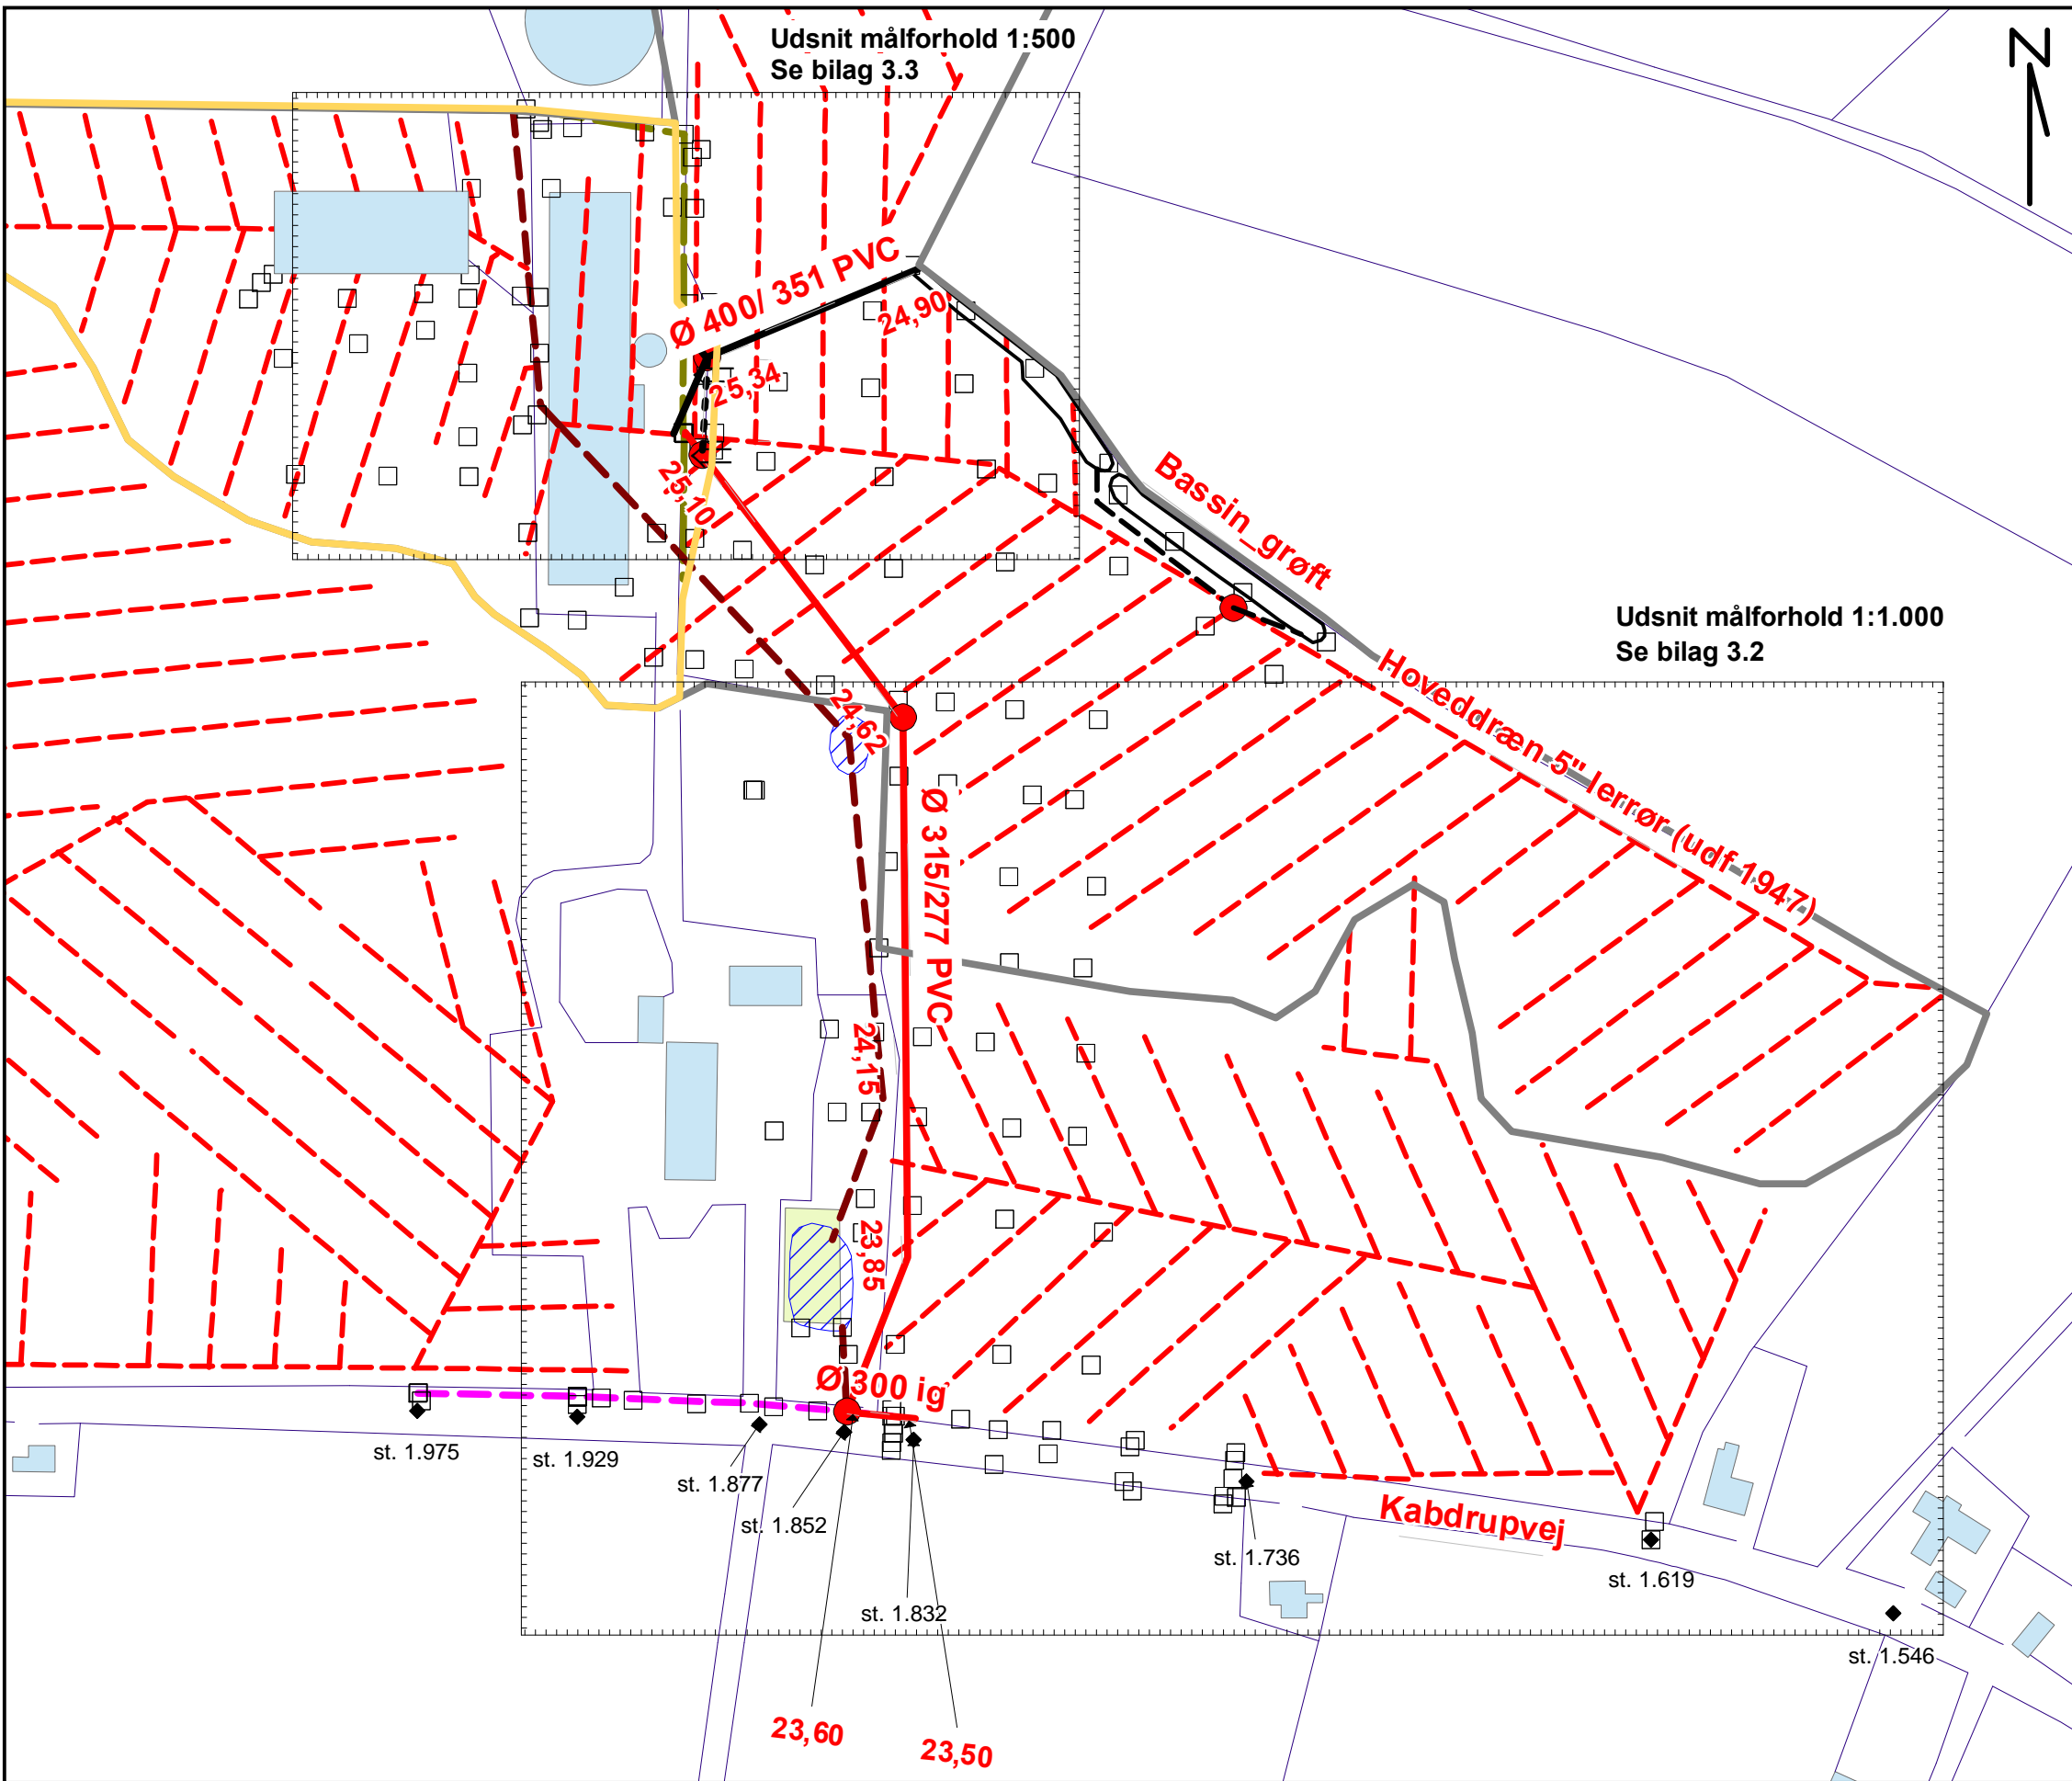 Udsnit målforhold 1:500
Se bilag 3.3
N
Ø 400/ 351 PVC
24,90
25,34
25,10
Bassin_grøft
Udsnit målforhold 1:1.000
Se bilag 3.2
Hoveddræn 5" lerrør (udf 1947)
24,62
Ø 315/277 PVC
24,15
23,85
Ø 300 ig
st. 1.975
st. 1.929
st. 1.877
st. 1.852
st. 1.832
st. 1.736
Kabdrupvej
st. 1.619
st. 1.546
23,60
23,50